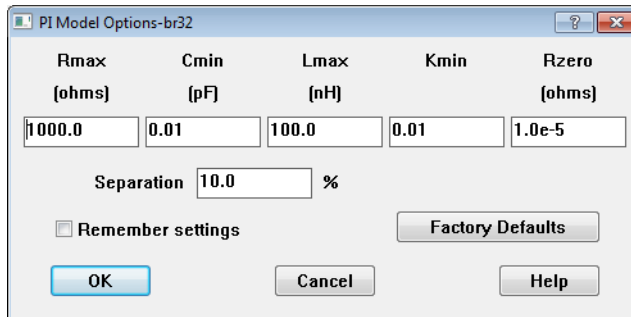 PI Model Options-br32
Rmax Cmin Lmax Kmin Rzero
(ohms) (pF) (nH) (ohms)
1000.0 0.01 100.0 0.01 1.0e-5
Separation 10.0 %
Remember settings Factory Defaults
OK Cancel Help